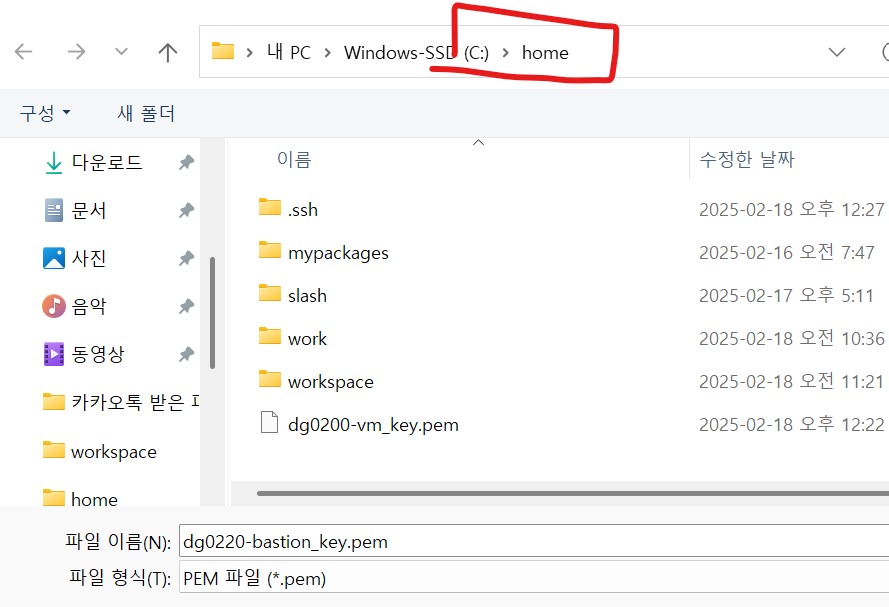 내 PC > Windows-SSD (C:) > home
구성 새 폴더
이름 수정한 날짜
다운로드
문서
사진
음악
동영상
카카오톡 받은
workspace
home
.ssh 2025-02-18 오후 12:27
mypackages 2025-02-16 오전 7:47
slash 2025-02-17 오후 5:11
work 2025-02-18 오전 10:36
workspace 2025-02-18 오전 11:21
dg0200-vm_key.pem 2025-02-18 오후 12:22
파일 이름(N): dg0220-bastion_key.pem
파일 형식(T): PEM 파일 (*.pem)